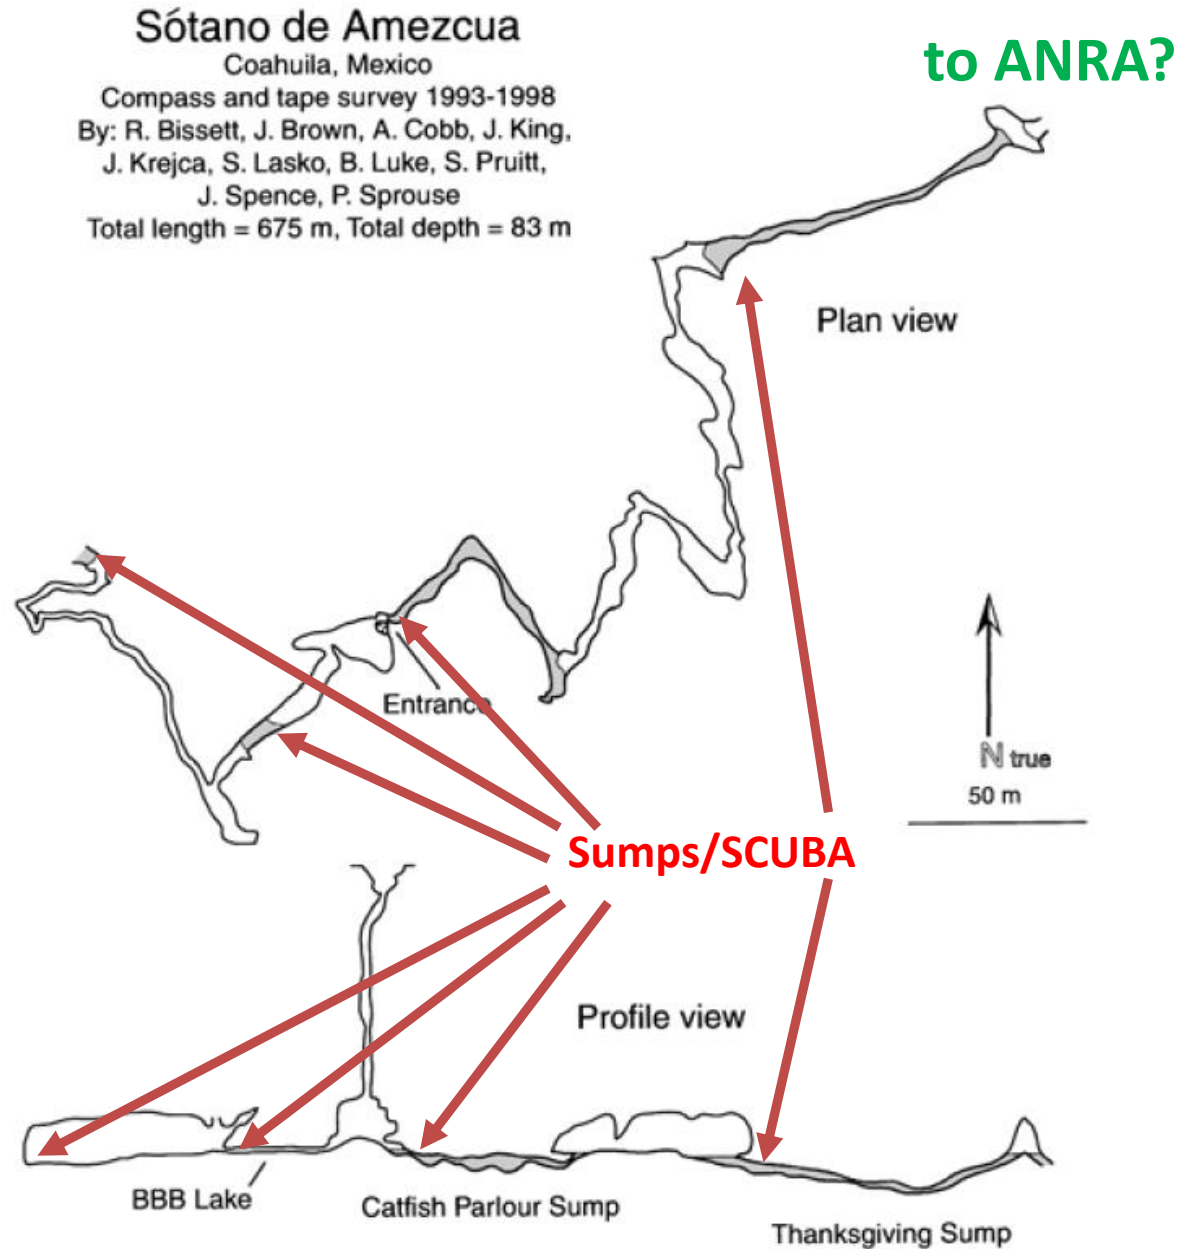 Sótano de Amezcua
Coahuila, Mexico
Compass and tape survey 1993-1998
By: R. Bissett, J. Brown, A. Cobb, J. King,
J. Krejca, S. Lasko, B. Luke, S. Pruitt,
J. Spence, P. Sprouse
Total length = 675 m, Total depth = 83 m
to ANRA?
Plan view
Entrance
N true
50 m
Sumps/SCUBA
Profile view
BBB Lake
Catfish Parlour Sump
Thanksgiving Sump